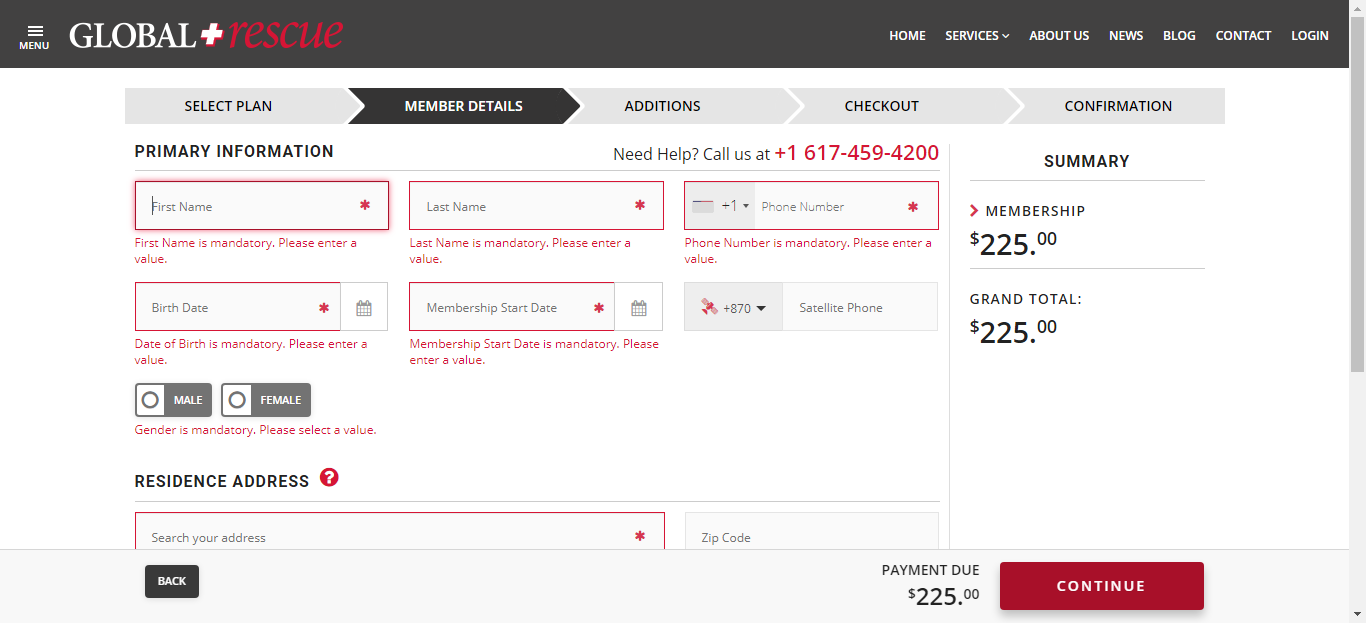 MENU
GLOBAL rescue
HOME SERVICES ABOUT US NEWS BLOG CONTACT LOGIN
SELECT PLAN MEMBER DETAILS ADDITIONS CHECKOUT CONFIRMATION
PRIMARY INFORMATION
Need Help? Call us at +1 617-459-4200
First Name *
Last Name *
+1 Phone Number *
First Name is mandatory. Please enter a
value.
Last Name is mandatory. Please enter a
value.
Phone Number is mandatory. Please enter a
value.
Birth Date *
Membership Start Date *
+870 Satellite Phone
Date of Birth is mandatory. Please enter a
value.
Membership Start Date is mandatory. Please
enter a value.
MALE FEMALE
Gender is mandatory. Please select a value.
RESIDENCE ADDRESS ?
Search your address *
Zip Code
SUMMARY
MEMBERSHIP
$225.00
GRAND TOTAL:
$225.00
BACK
PAYMENT DUE
$225.00
CONTINUE